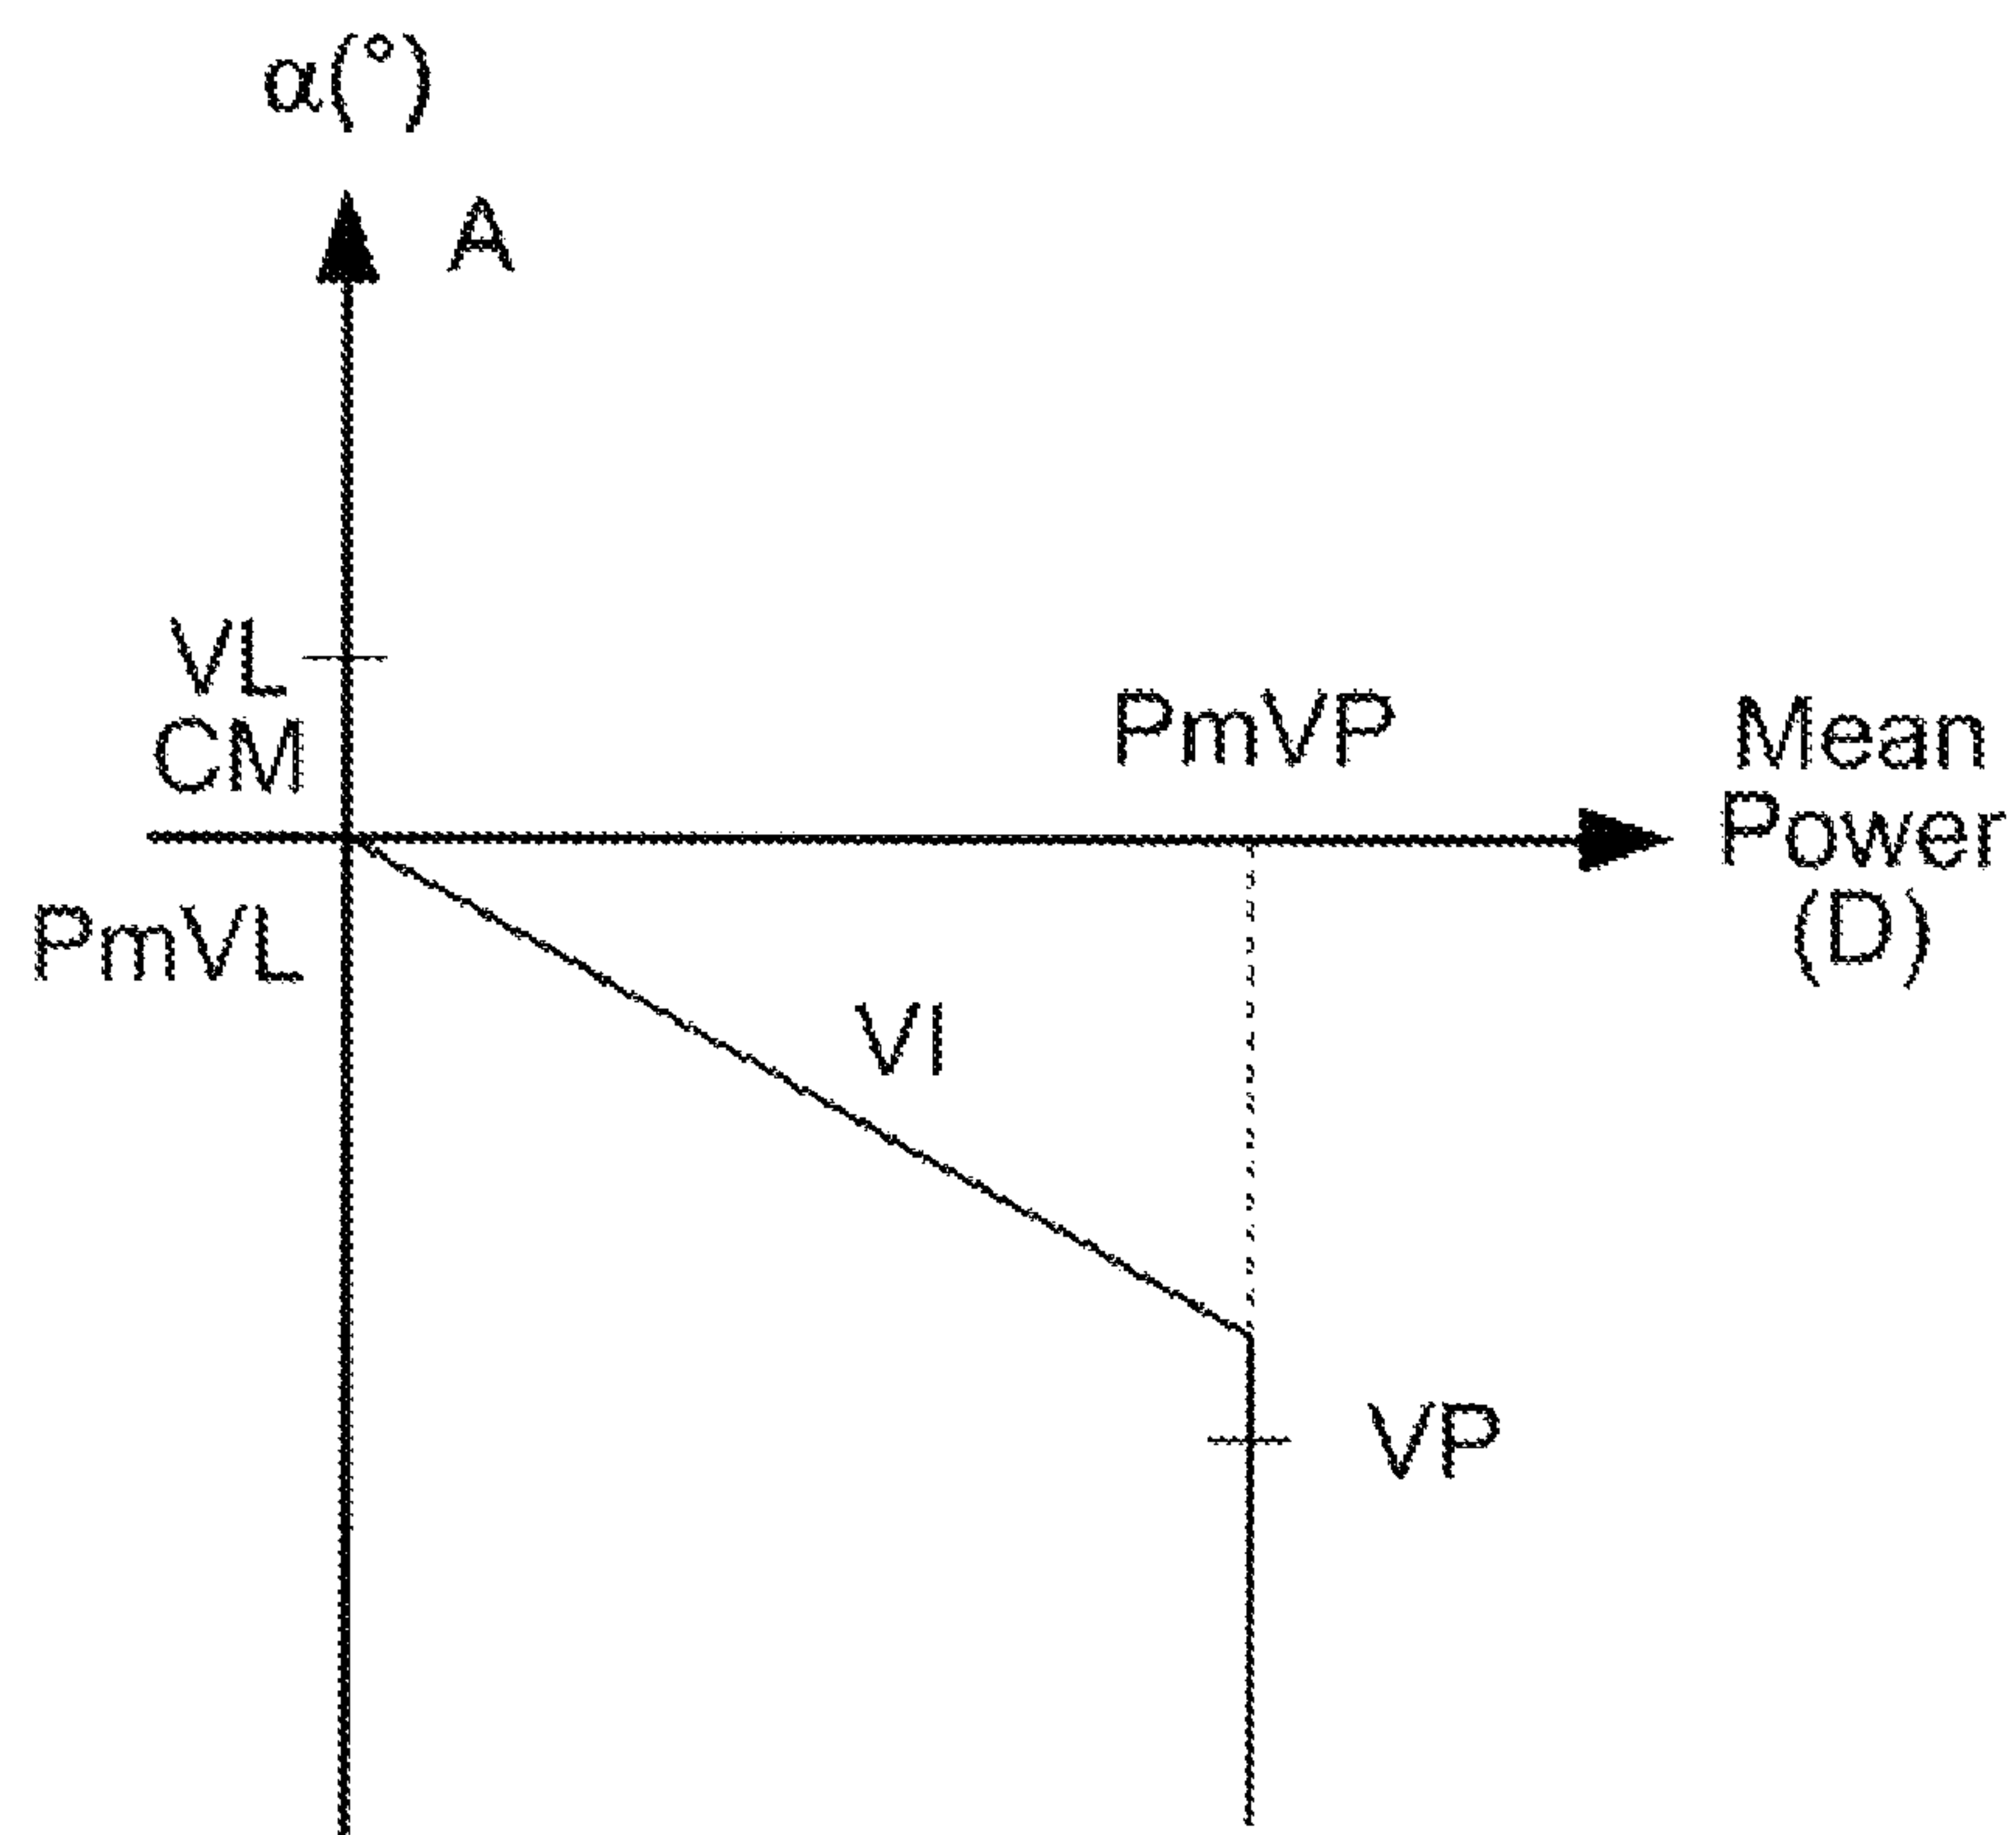 α(°)
A
VL
CM
PmVP
Mean
Power
(D)
PmVL
VI
VP